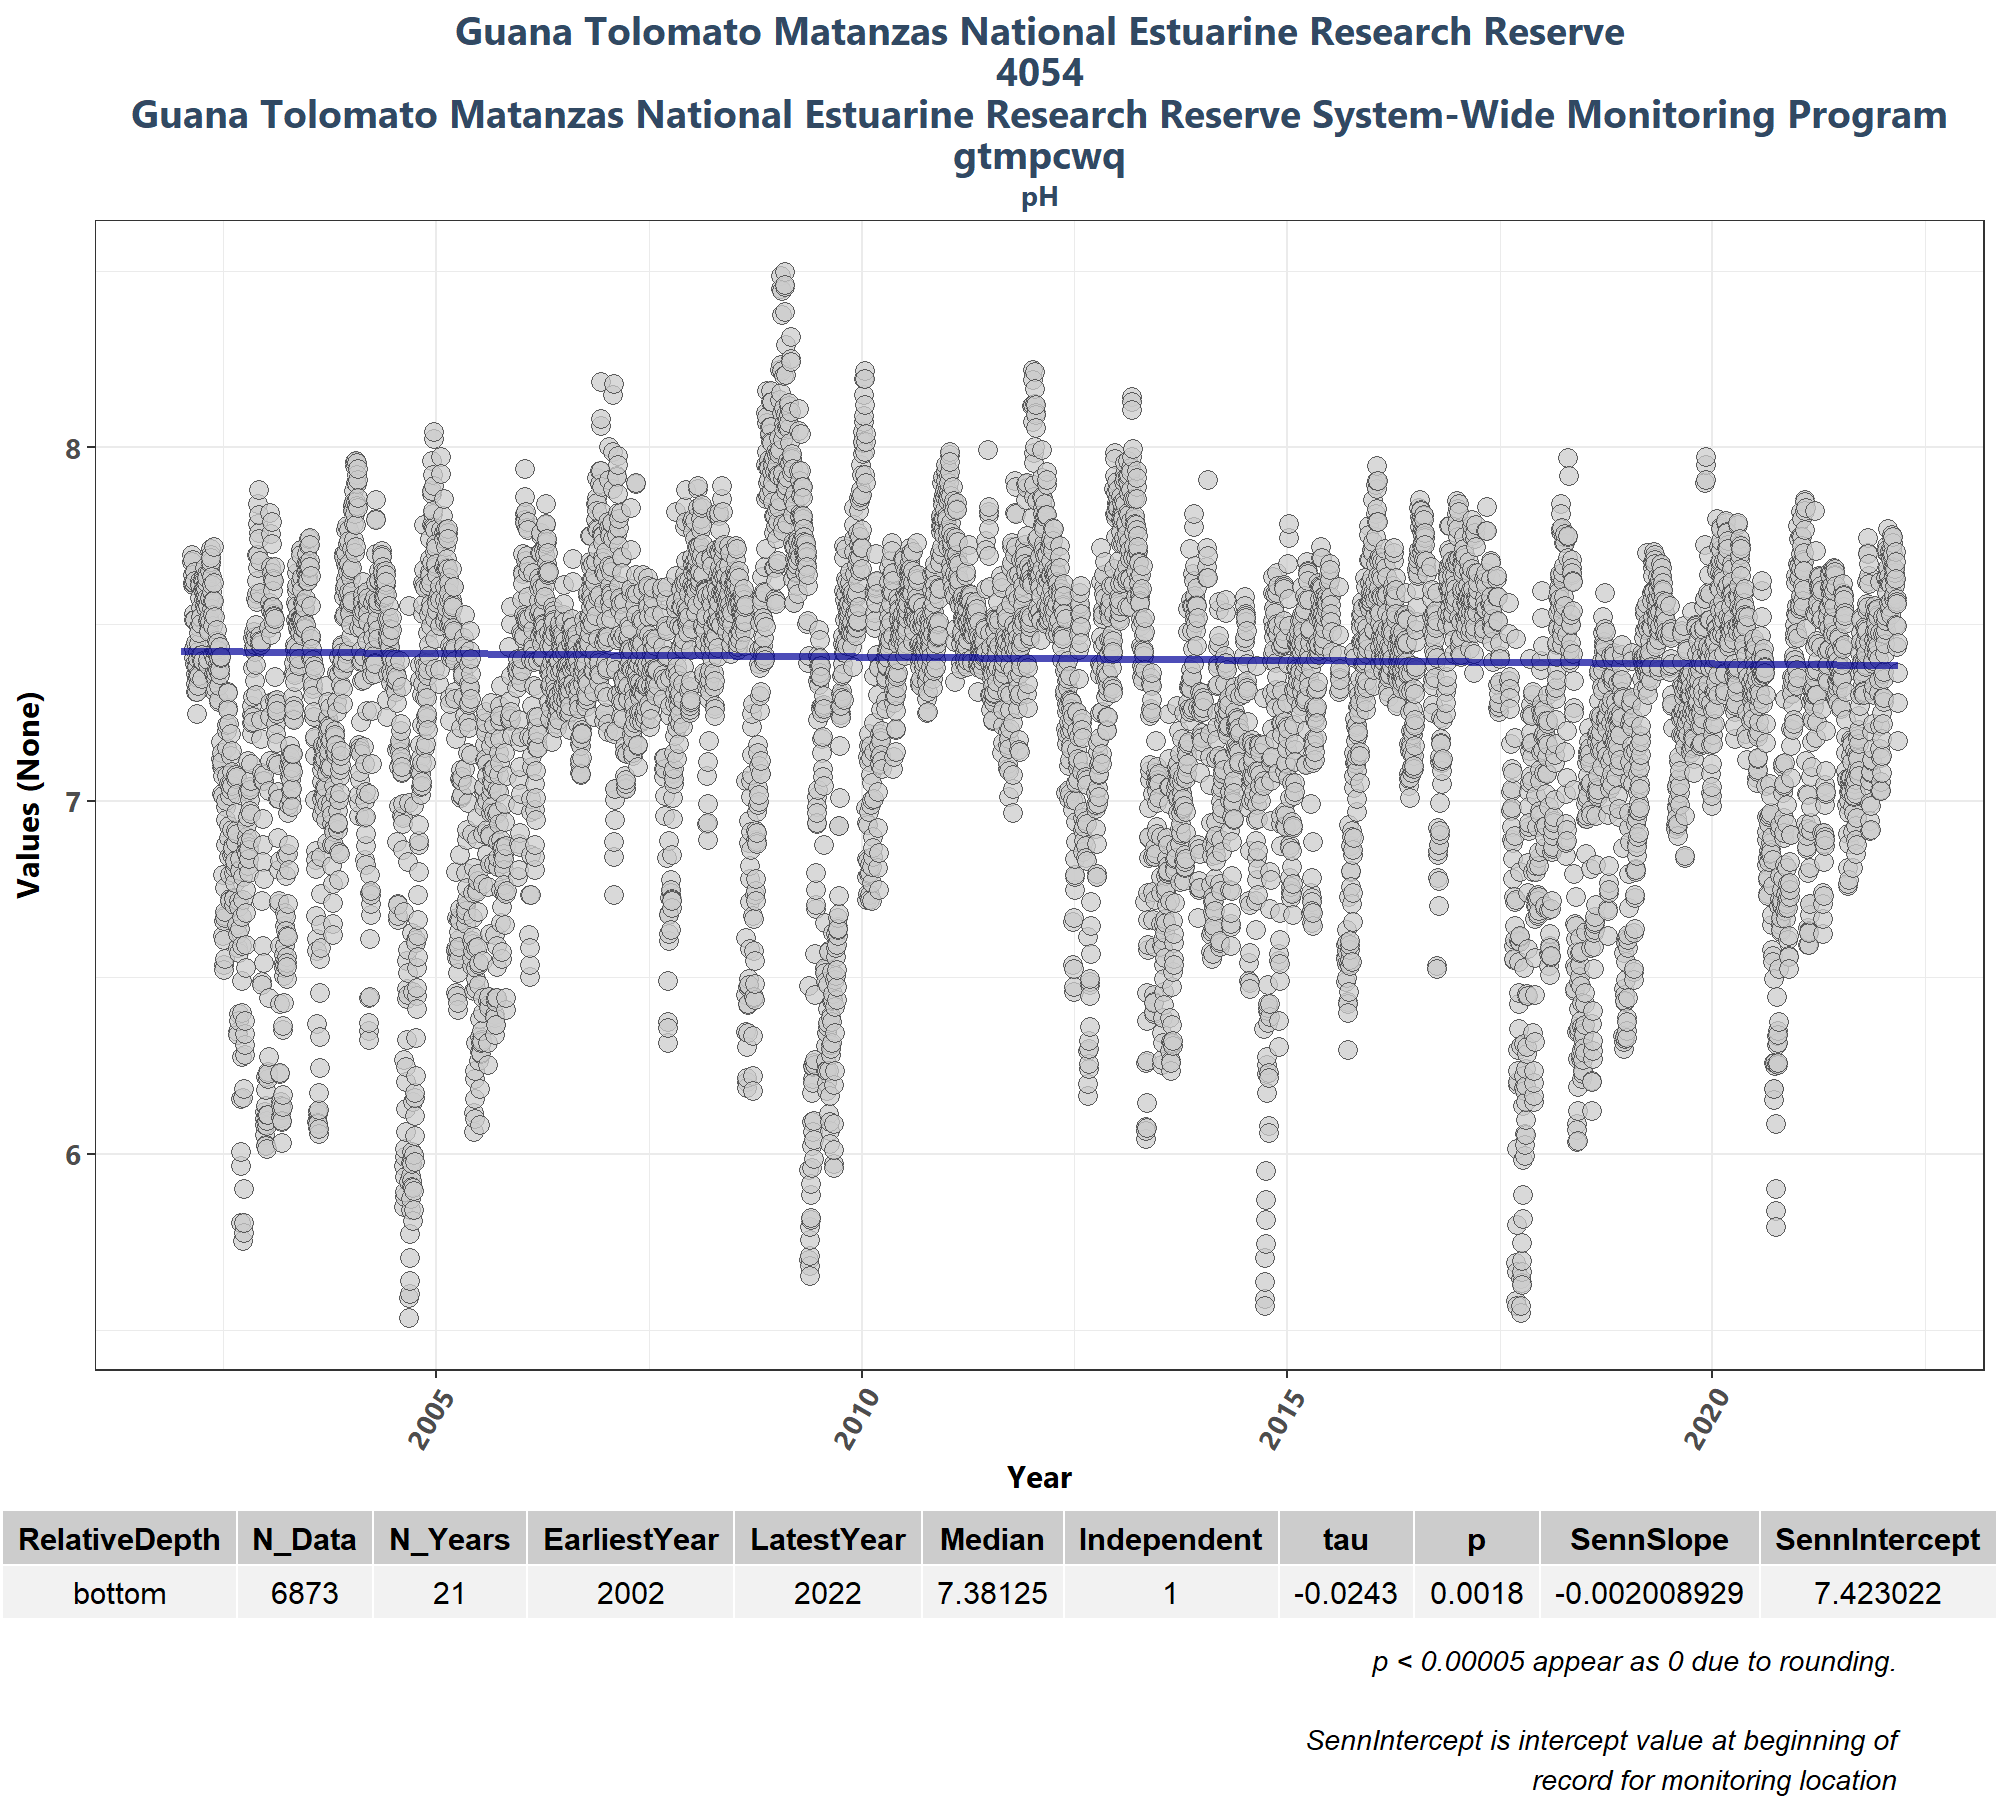 Guana Tolomato Matanzas National Estuarine Research Reserve
4054
Guana Tolomato Matanzas National Estuarine Research Reserve System-Wide Monitoring Program
gtmpcwq
pH
Values (None)
8
7
6
2005 2010 2015 2020
Year
RelativeDepth N_Data N_Years EarliestYear LatestYear Median Independent tau p SennSlope SennIntercept
bottom 6873 21 2002 2022 7.38125 1 -0.0243 0.0018 -0.002008929 7.423022
p < 0.00005 appear as 0 due to rounding.
SennIntercept is intercept value at beginning of
record for monitoring location